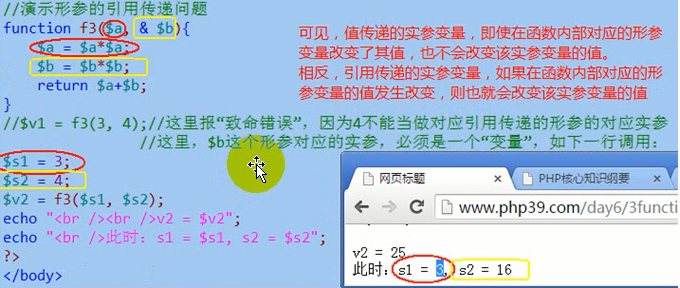 //演示形参的引用传递问题
function f3($a, & $b){
$a = $a*$a;
$b = $b*$b;
return $a+$b;
}
//$v1 = f3(3, 4);//这里报“致命错误”，因为4不能当做对应引用传递的形参的对应实参
//这里，$b这个形参对应的实参，必须是一个“变量”，如下一行调用：
$s1 = 3;
$s2 = 4;
$v2 = f3($s1, $s2);
echo "<br /><br />v2 = $v2";
echo "<br />此时：s1 = $s1, s2 = $s2";
?>
</body>
可见，值传递的实参变量，即使在函数内部对应的形参
变量改变了其值，也不会改变该实参变量的值。
相反，引用传递的实参变量，如果在函数内部对应的形
参变量的值发生改变，则也就会改变该实参变量的值
网页标题
PHP核心知识纲要
www.php39.com/day6/3functi
v2 = 25
此时：s1 = 3, s2 = 16